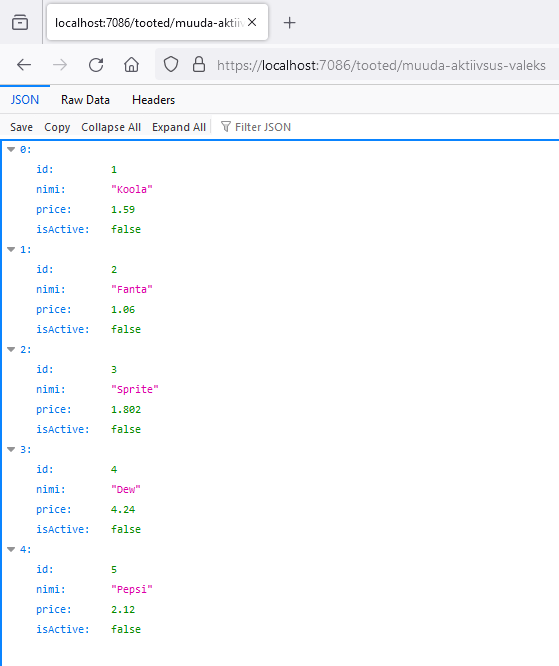 localhost:7086/tooted/muuda-aktiiv
https://localhost:7086/tooted/muuda-aktiivsus-valeks
JSON Raw Data Headers
Save Copy Collapse All Expand All Filter JSON
0:
id: 1
nimi: "Koola"
price: 1.59
isActive: false
1:
id: 2
nimi: "Fanta"
price: 1.06
isActive: false
2:
id: 3
nimi: "Sprite"
price: 1.802
isActive: false
3:
id: 4
nimi: "Dew"
price: 4.24
isActive: false
4:
id: 5
nimi: "Pepsi"
price: 2.12
isActive: false